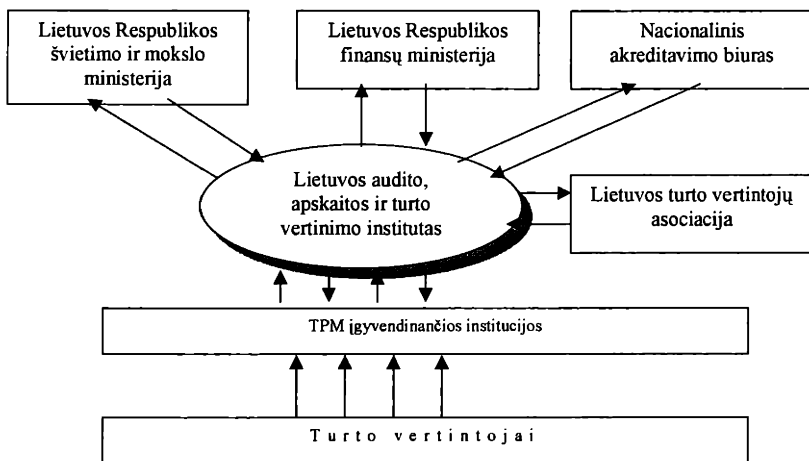 Lietuvos Respublikos
švietimo ir mokslo
ministerija
Lietuvos Respublikos
finansų ministerija
Nacionalinis
akreditavimo biuras
Lietuvos audito,
apskaitos ir turto
vertinimo institutas
Lietuvos turto vertintojų
asociacija
TPM įgyvendinančios institucijos
Turto vertintojai